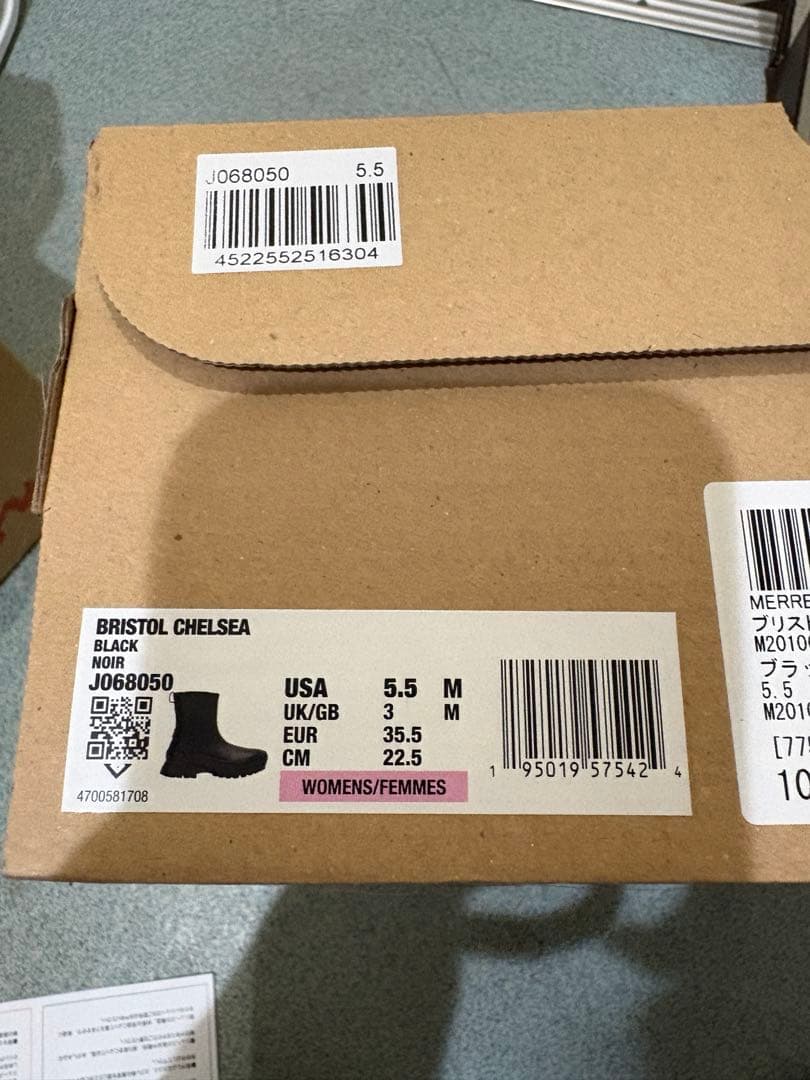 J068050 5.5
4522552516304
BRISTOL CHELSEA
BLACK
NOIR
J068050
4700581708
USA 5.5 M
UK/GB 3 M
EUR 35.5
CM 22.5
WOMENS/FEMMES
1 95019 57542 4
MERRE
ブリスト
M2010
ブラッ
5.5
M201
[77
10